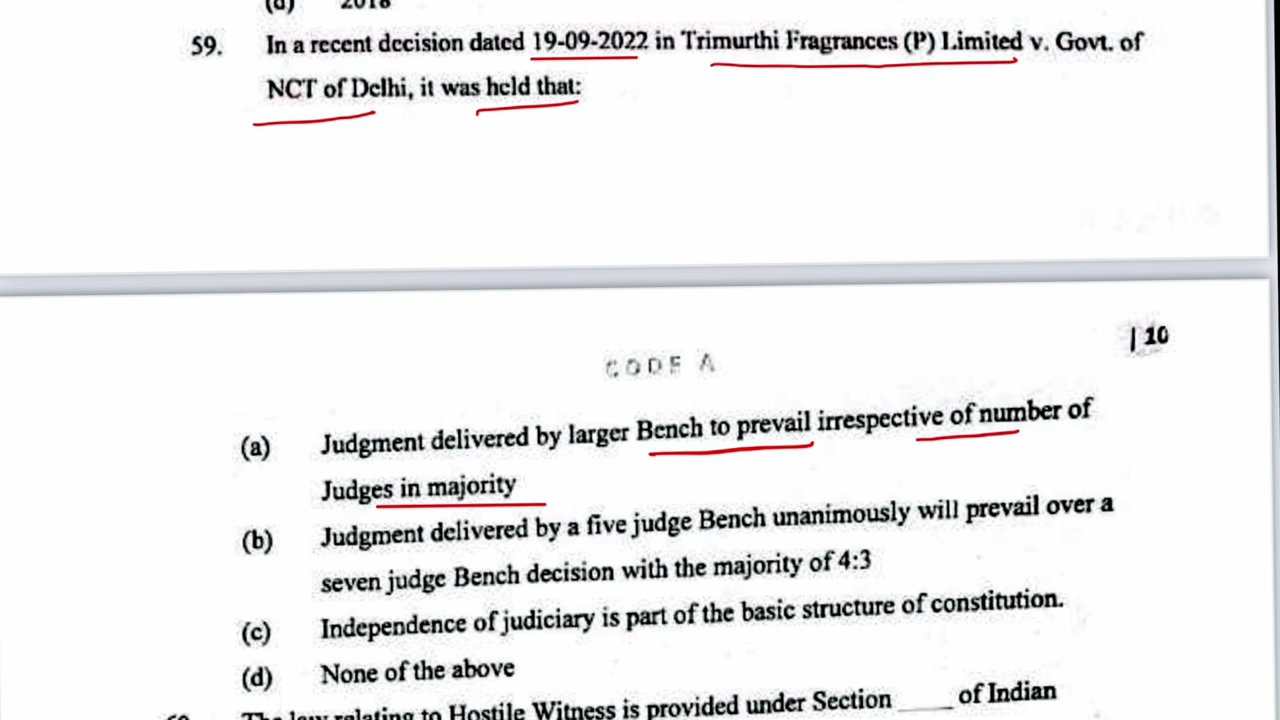 (d) 2018
59. In a recent decision dated 19-09-2022 in Trimurthi Fragrances (P) Limited v. Govt. of
NCT of Delhi, it was held that:
| 10
CODE A
(a) Judgment delivered by larger Bench to prevail irrespective of number of
Judges in majority
(b) Judgment delivered by a five judge Bench unanimously will prevail over a
seven judge Bench decision with the majority of 4:3
(c) Independence of judiciary is part of the basic structure of constitution.
(d) None of the above
60. The law relating to Hostile Witness is provided under Section _____ of Indian